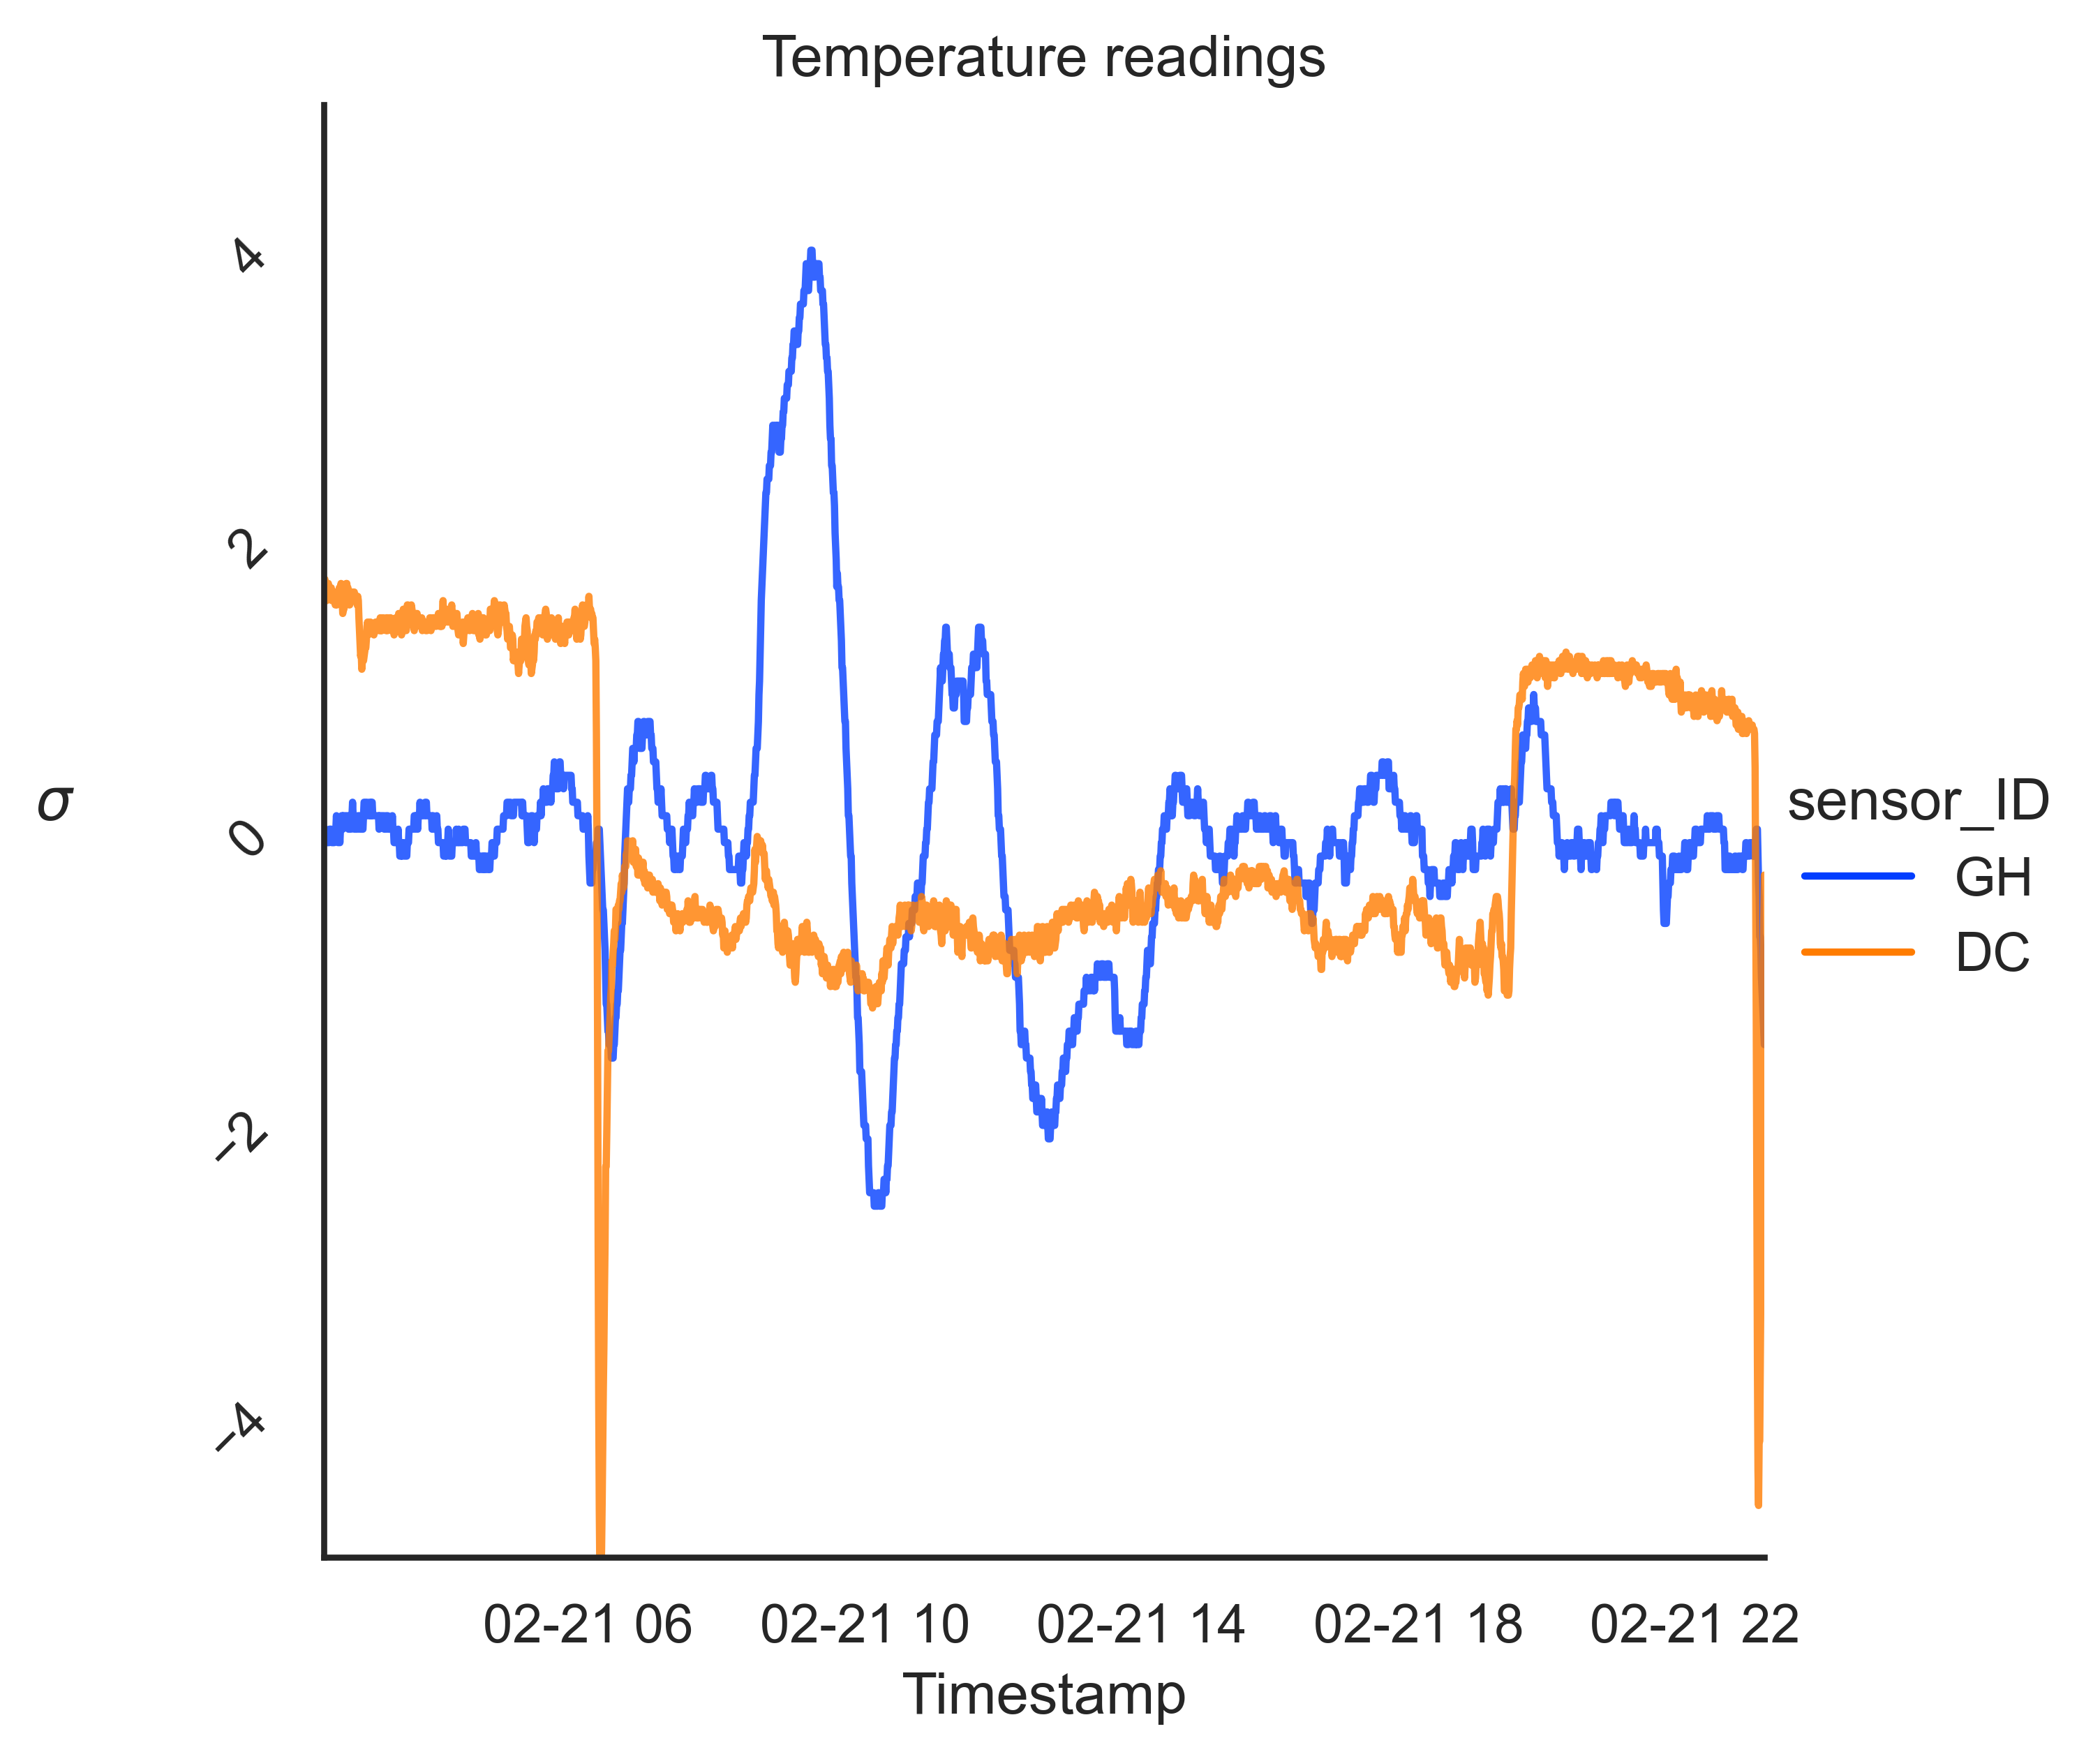 Temperature readings
4
2
0
−2
−4
σ
sensor_ID
GH
DC
02-21 06 02-21 10 02-21 14 02-21 18 02-21 22
Timestamp